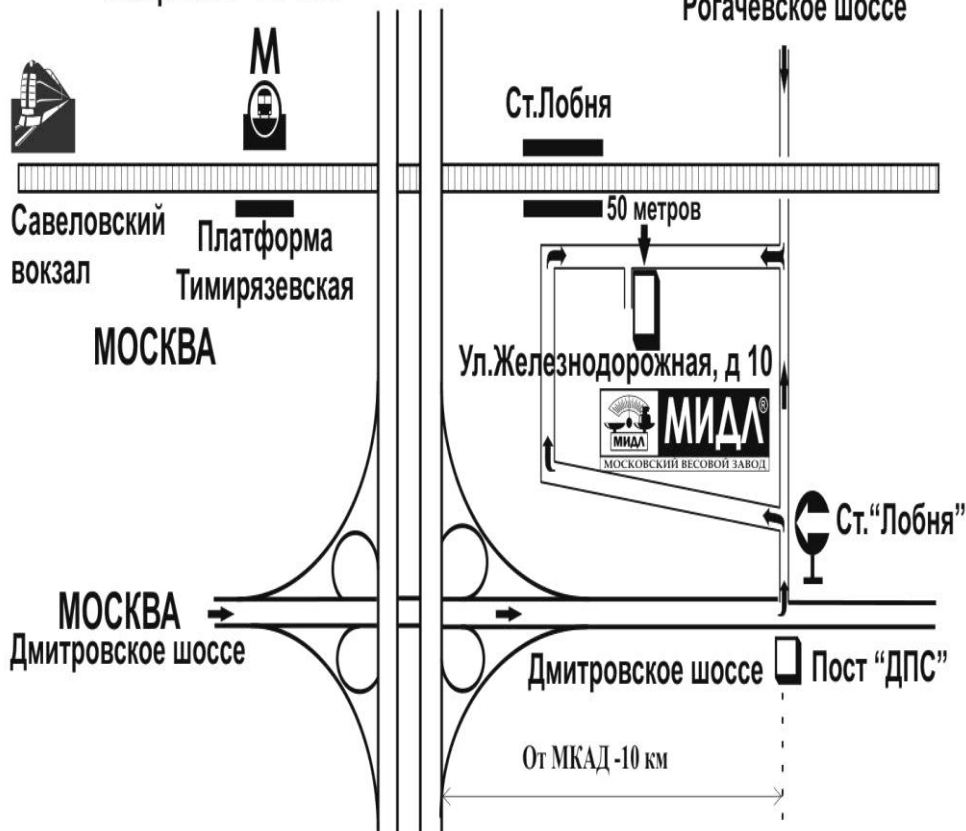 Рогачевское шоссе
М
Ст.Лобня
Савеловский
вокзал
Платформа
Тимирязевская
50 метров
МОСКВА
Ул.Железнодорожная, д 10
МИДЛ
МИДЛ®
МОСКОВСКИЙ ВЕСОВОЙ ЗАВОД
Ст.“Лобня”
МОСКВА
Дмитровское шоссе
Дмитровское шоссе
Пост “ДПС”
От МКАД -10 км